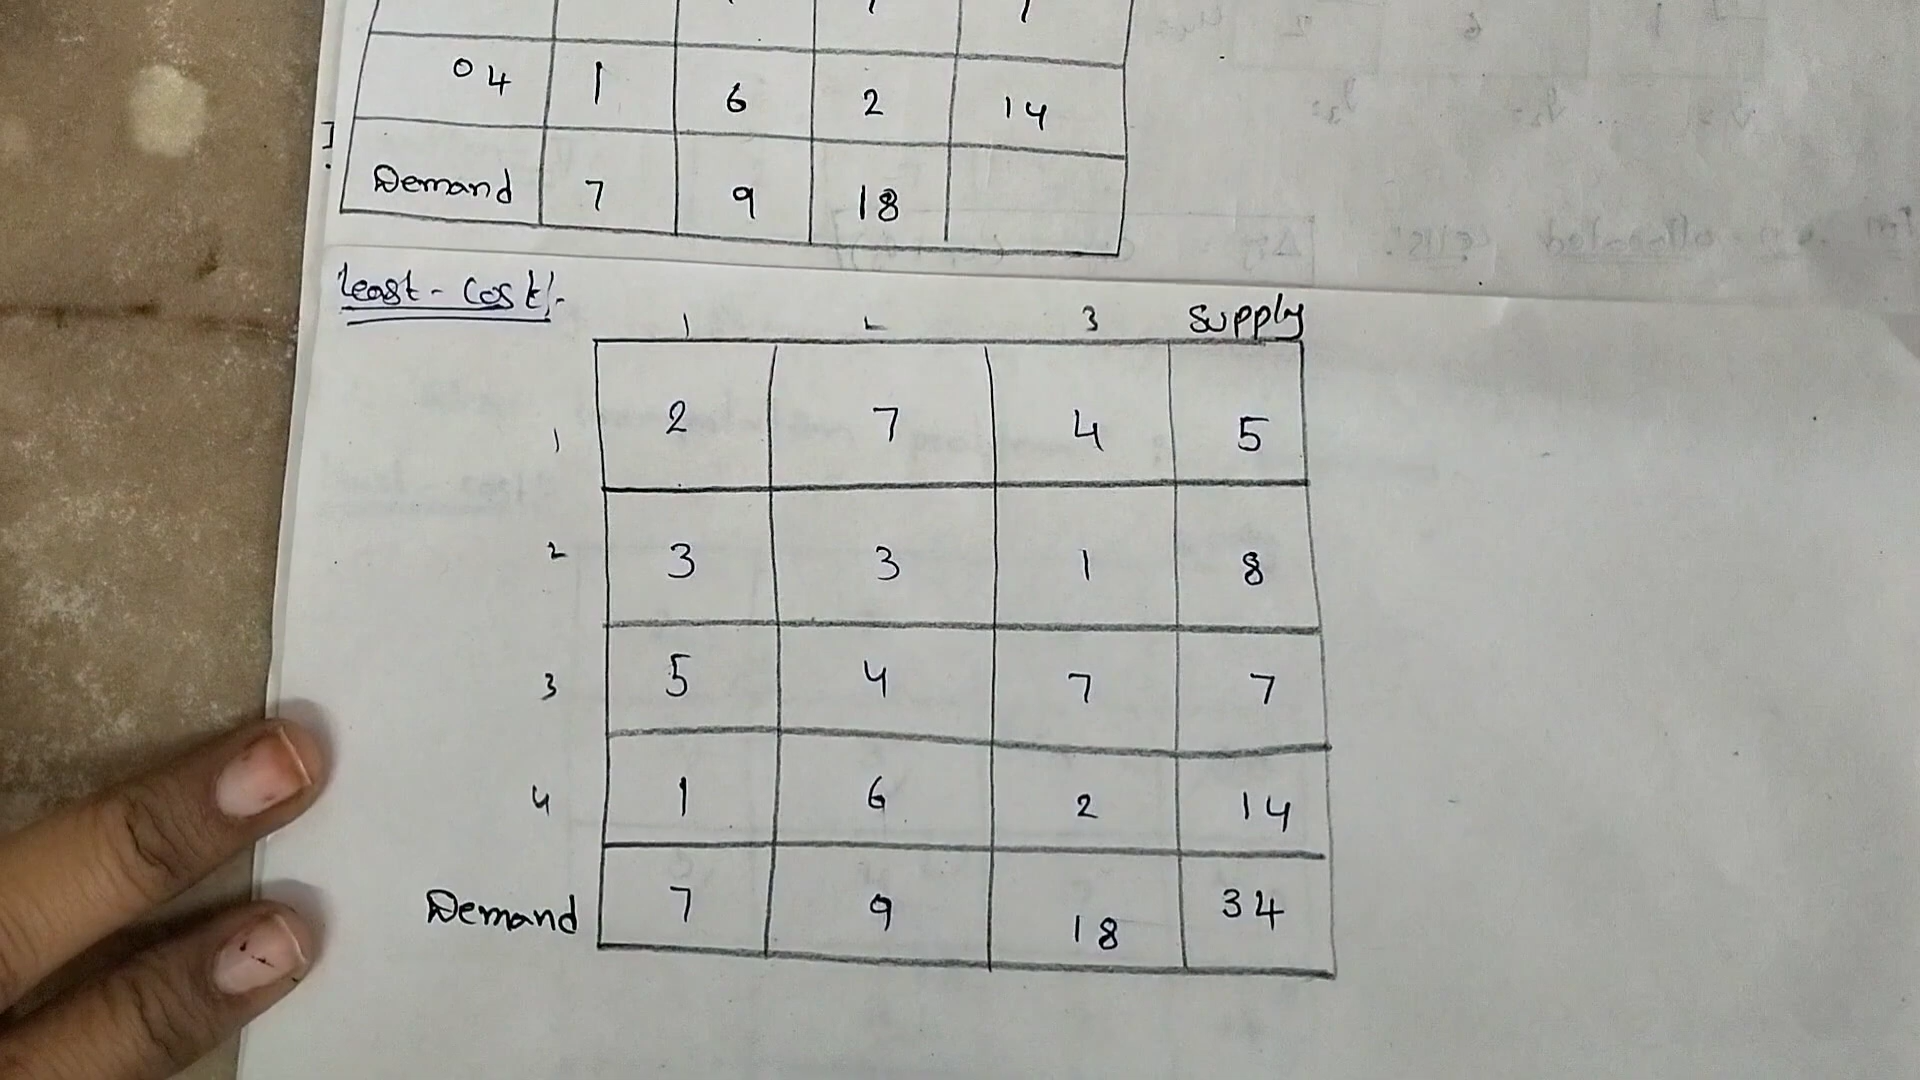 04 1 6 2 14
Demand 7 9 18
Least-Cost:-
1 2 3 Supply
1 2 7 4 5
2 3 3 1 8
3 5 4 7 7
4 1 6 2 14
Demand 7 9 18 34